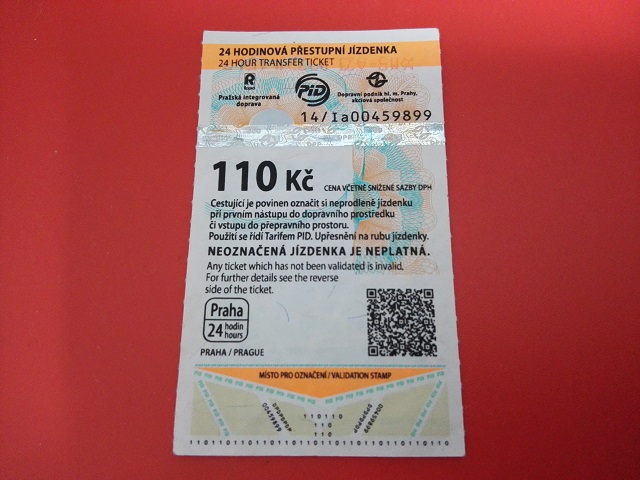 24 HODINOVÁ PŘESTUPNÍ JÍZDENKA
24 HOUR TRANSFER TICKET
Pražská integrovaná
doprava
PiD
Dopravní podnik hl. m. Prahy,
akciová společnost
14/Ia00459899
110 Kč
CENA VČETNĚ SNÍŽENÉ SAZBY DPH
Cestující je povinen označit si neprodleně jízdenku
při prvním nástupu do dopravního prostředku
či vstupu do přepravního prostoru.
Použití se řídí Tarifem PID. Upřesnění na rubu jízdenky.
NEOZNAČENÁ JÍZDENKA JE NEPLATNÁ.
Any ticket which has not been validated is invalid.
For further details see the reverse
side of the ticket.
Praha
24 hodin
hours
PRAHA / PRAGUE
MÍSTO PRO OZNAČENÍ / VALIDATION STAMP
00459899
110110
110
110
00459899
110110110110110110110110110110110